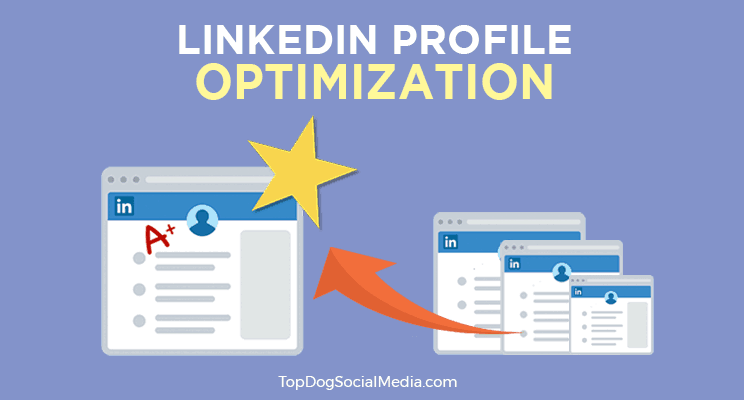 LINKEDIN PROFILE
OPTIMIZATION
in
A+
in
in
in
TopDogSocialMedia.com